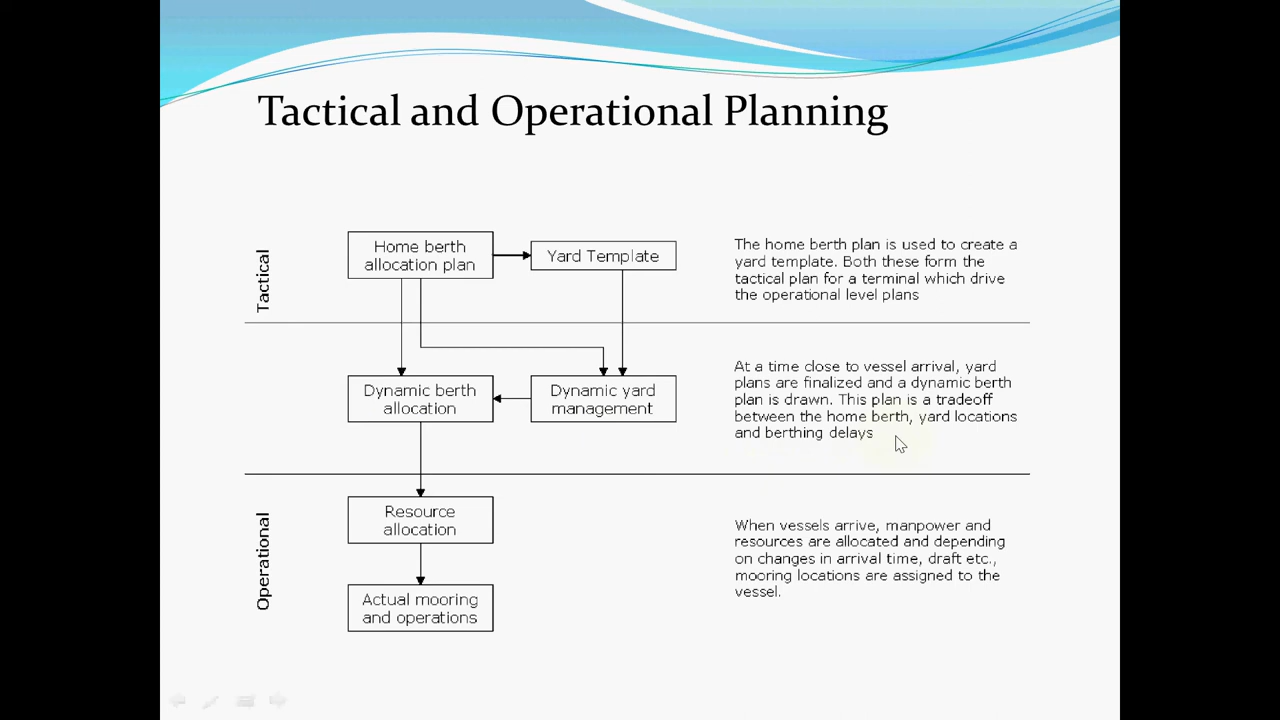 Tactical and Operational Planning
Tactical
Home berth
allocation plan
Yard Template
The home berth plan is used to create a
yard template. Both these form the
tactical plan for a terminal which drive
the operational level plans
Dynamic berth
allocation
Dynamic yard
management
At a time close to vessel arrival, yard
plans are finalized and a dynamic berth
plan is drawn. This plan is a tradeoff
between the home berth, yard locations
and berthing delays
Operational
Resource
allocation
Actual mooring
and operations
When vessels arrive, manpower and
resources are allocated and depending
on changes in arrival time, draft etc.,
mooring locations are assigned to the
vessel.